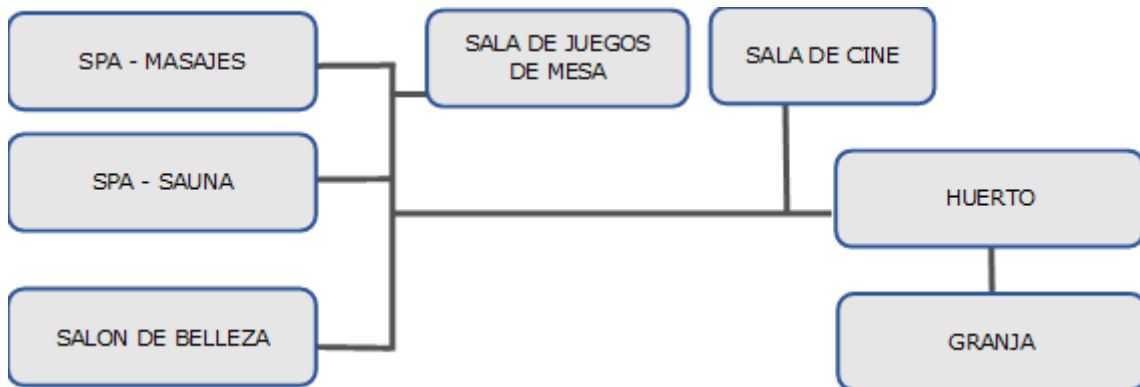 SPA - MASAJES
SALA DE JUEGOS
DE MESA
SALA DE CINE
SPA - SAUNA
HUERTO
SALON DE BELLEZA
GRANJA